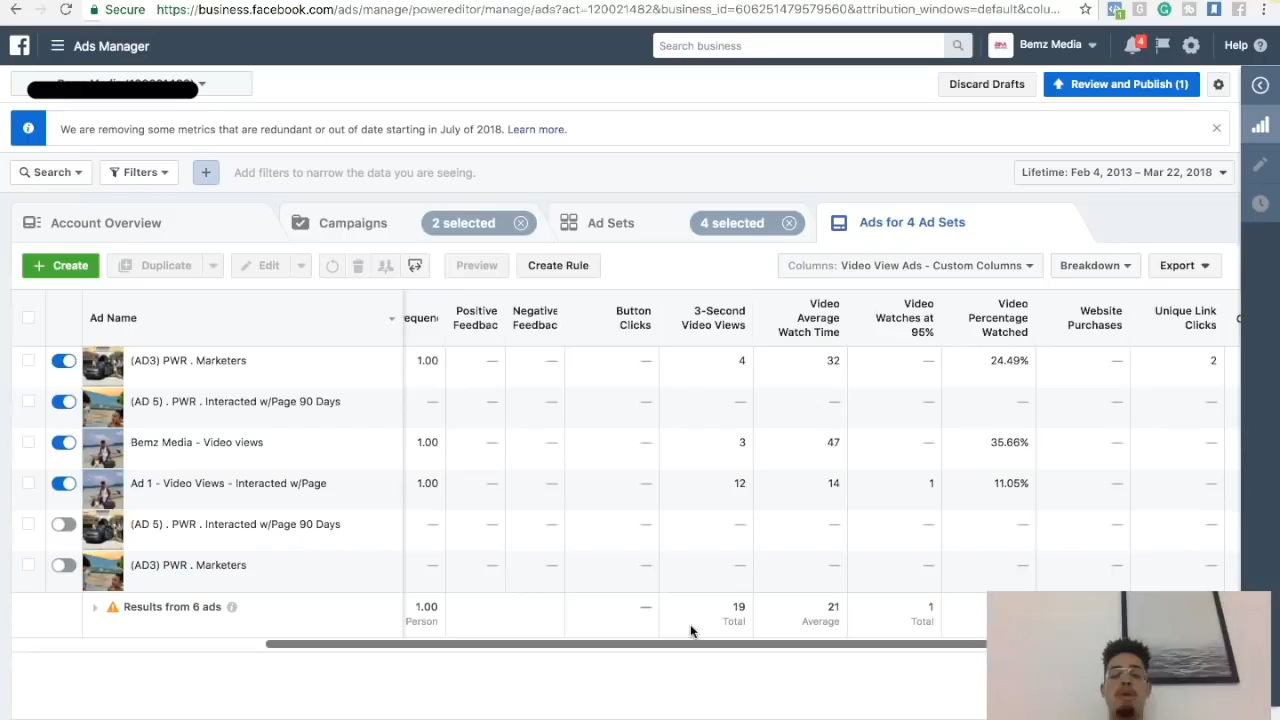 Secure https://business.facebook.com/ads/manage/powereditor/manage/ads?act=120021482&business_id=606251479579560&attribution_windows=default&colu...
Ads Manager
Search business
Bemz Media
4
Help
Discard Drafts
Review and Publish (1)
We are removing some metrics that are redundant or out of date starting in July of 2018. Learn more.
Search
Filters
+
Add filters to narrow the data you are seeing.
Lifetime: Feb 4, 2013 – Mar 22, 2018
Account Overview
Campaigns
2 selected
Ad Sets
4 selected
Ads for 4 Ad Sets
+ Create
Duplicate
Edit
Preview
Create Rule
Columns: Video View Ads - Custom Columns
Breakdown
Export
Ad Name
equenc
Positive Feedbac
Negative Feedbac
Button Clicks
3-Second Video Views
Video Average Watch Time
Video Watches at 95%
Video Percentage Watched
Website Purchases
Unique Link Clicks
(AD3) PWR . Marketers 1.00 — — — 4 32 — 24.49% — 2
(AD 5) . PWR . Interacted w/Page 90 Days — — — — — — — — — —
Bemz Media - Video views 1.00 — — — 3 47 — 35.66% — —
Ad 1 - Video Views - Interacted w/Page 1.00 — — — 12 14 1 11.05% — —
(AD 5) . PWR . Interacted w/Page 90 Days — — — — — — — — — —
(AD3) PWR . Marketers — — — — — — — — — —
Results from 6 ads 1.00 — 19 21 1
Person Total Average Total